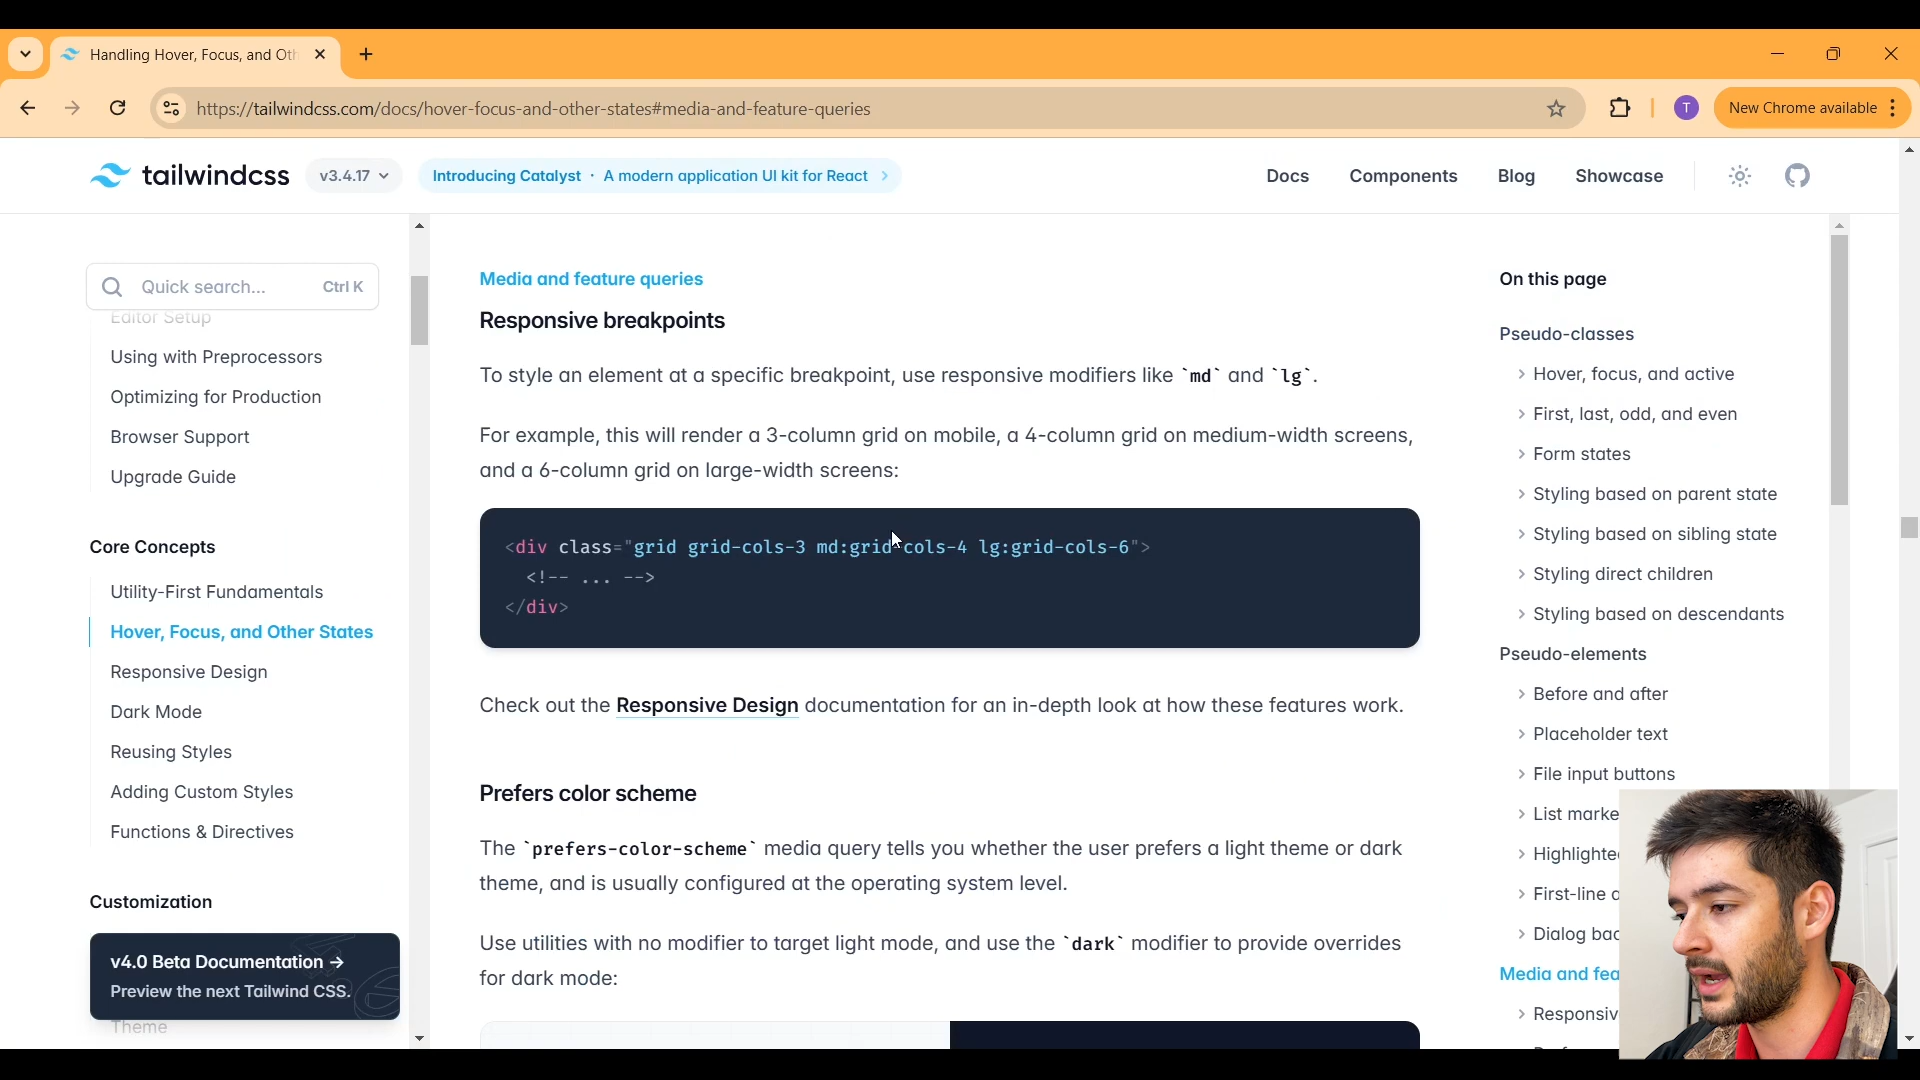 Handling Hover, Focus, and Oth
https://tailwindcss.com/docs/hover-focus-and-other-states#media-and-feature-queries
T
New Chrome available
tailwindcss
v3.4.17
Introducing Catalyst · A modern application UI kit for React
Docs
Components
Blog
Showcase
Quick search...
Ctrl K
Editor Setup
Using with Preprocessors
Optimizing for Production
Browser Support
Upgrade Guide
Core Concepts
Utility-First Fundamentals
Hover, Focus, and Other States
Responsive Design
Dark Mode
Reusing Styles
Adding Custom Styles
Functions & Directives
Customization
v4.0 Beta Documentation →
Preview the next Tailwind CSS.
Theme
Media and feature queries
Responsive breakpoints
To style an element at a specific breakpoint, use responsive modifiers like `md` and `lg`.
For example, this will render a 3-column grid on mobile, a 4-column grid on medium-width screens,
and a 6-column grid on large-width screens:
<div class="grid grid-cols-3 md:grid-cols-4 lg:grid-cols-6">
<!-- ... -->
</div>
Check out the Responsive Design documentation for an in-depth look at how these features work.
Prefers color scheme
The `prefers-color-scheme` media query tells you whether the user prefers a light theme or dark
theme, and is usually configured at the operating system level.
Use utilities with no modifier to target light mode, and use the `dark` modifier to provide overrides
for dark mode:
On this page
Pseudo-classes
Hover, focus, and active
First, last, odd, and even
Form states
Styling based on parent state
Styling based on sibling state
Styling direct children
Styling based on descendants
Pseudo-elements
Before and after
Placeholder text
File input buttons
List marke
Highlighte
First-line a
Dialog bac
Media and fea
Responsiv